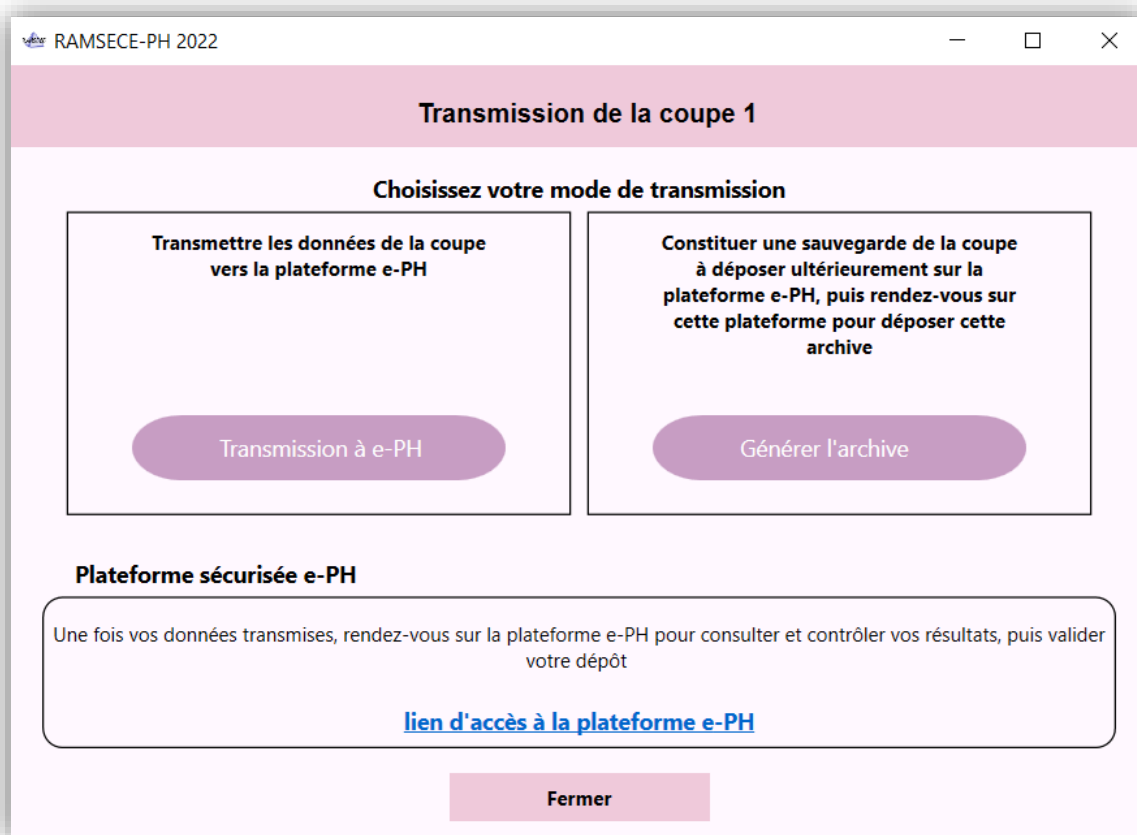 RAMSECE-PH 2022
Transmission de la coupe 1
Choisissez votre mode de transmission
Transmettre les données de la coupe
vers la plateforme e-PH
Transmission à e-PH
Constituer une sauvegarde de la coupe
à déposer ultérieurement sur la
plateforme e-PH, puis rendez-vous sur
cette plateforme pour déposer cette
archive
Générer l'archive
Plateforme sécurisée e-PH
Une fois vos données transmises, rendez-vous sur la plateforme e-PH pour consulter et contrôler vos résultats, puis valider
votre dépôt
lien d'accès à la plateforme e-PH
Fermer